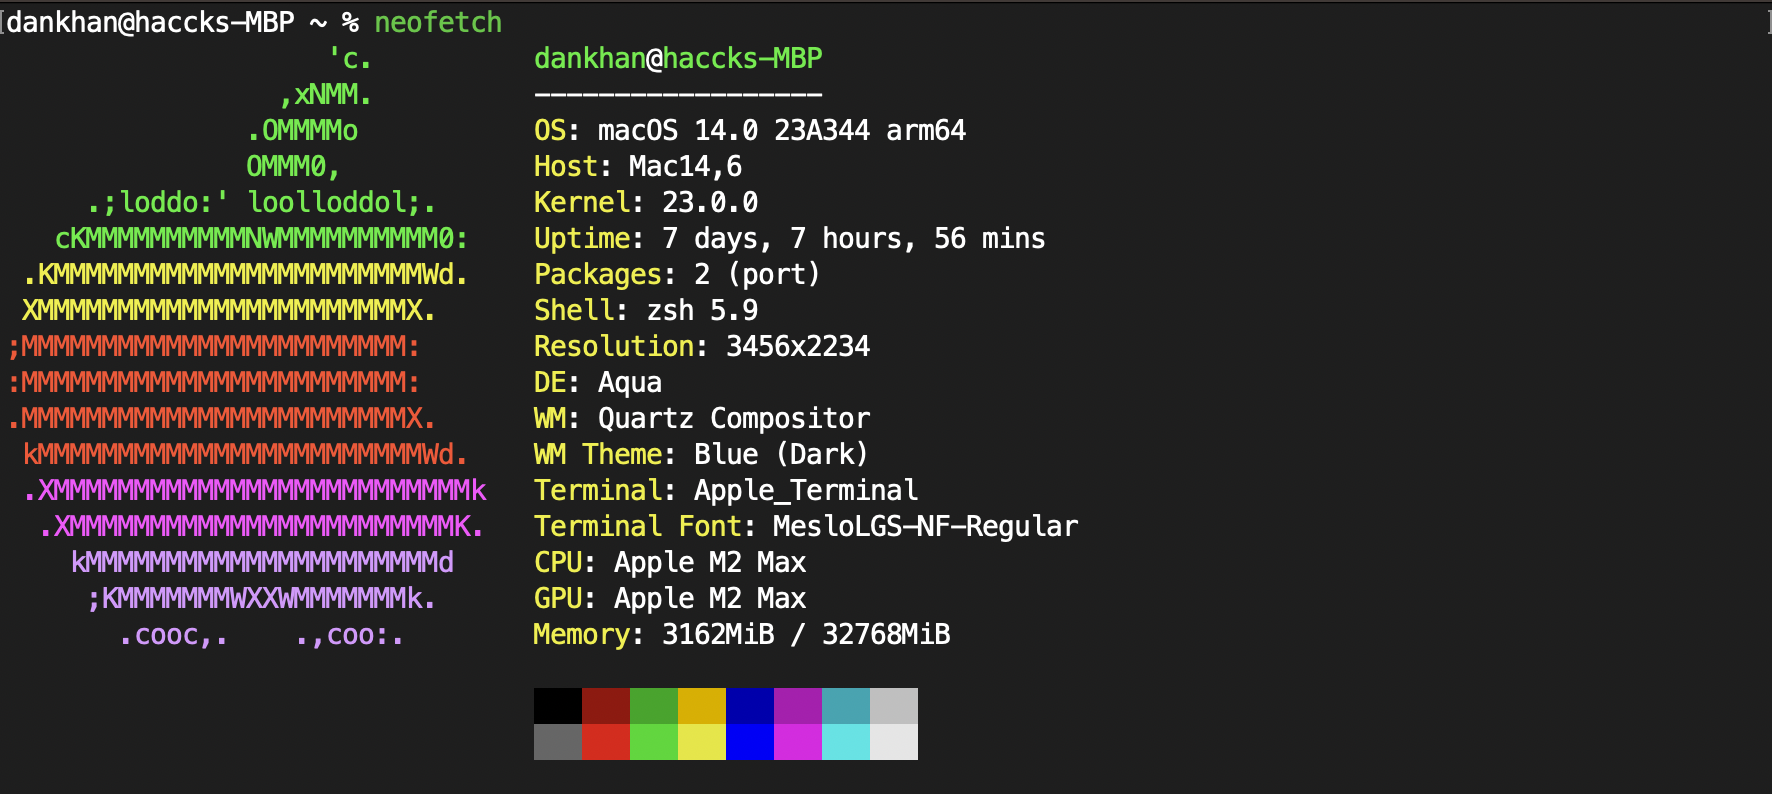 [dankhan@haccks-MBP ~ % neofetch ]
                    'c.          dankhan@haccks-MBP
                 ,xNMM.          ------------------
               .OMMMMo           OS: macOS 14.0 23A344 arm64
               OMMM0,            Host: Mac14,6
     .;loddo:' loolloddol;.      Kernel: 23.0.0
   cKMMMMMMMMMMNWMMMMMMMMMM0:    Uptime: 7 days, 7 hours, 56 mins
 .KMMMMMMMMMMMMMMMMMMMMMMMWd.    Packages: 2 (port)
 XMMMMMMMMMMMMMMMMMMMMMMMX.      Shell: zsh 5.9
;MMMMMMMMMMMMMMMMMMMMMMMM:       Resolution: 3456x2234
:MMMMMMMMMMMMMMMMMMMMMMMM:       DE: Aqua
.MMMMMMMMMMMMMMMMMMMMMMMMX.      WM: Quartz Compositor
 kMMMMMMMMMMMMMMMMMMMMMMMMWd.    WM Theme: Blue (Dark)
 .XMMMMMMMMMMMMMMMMMMMMMMMMMMk   Terminal: Apple_Terminal
  .XMMMMMMMMMMMMMMMMMMMMMMMMK.   Terminal Font: MesloLGS-NF-Regular
    kMMMMMMMMMMMMMMMMMMMMMMd     CPU: Apple M2 Max
     ;KMMMMMMMWXXWMMMMMMMk.      GPU: Apple M2 Max
       .cooc,.    .,coo:.        Memory: 3162MiB / 32768MiB